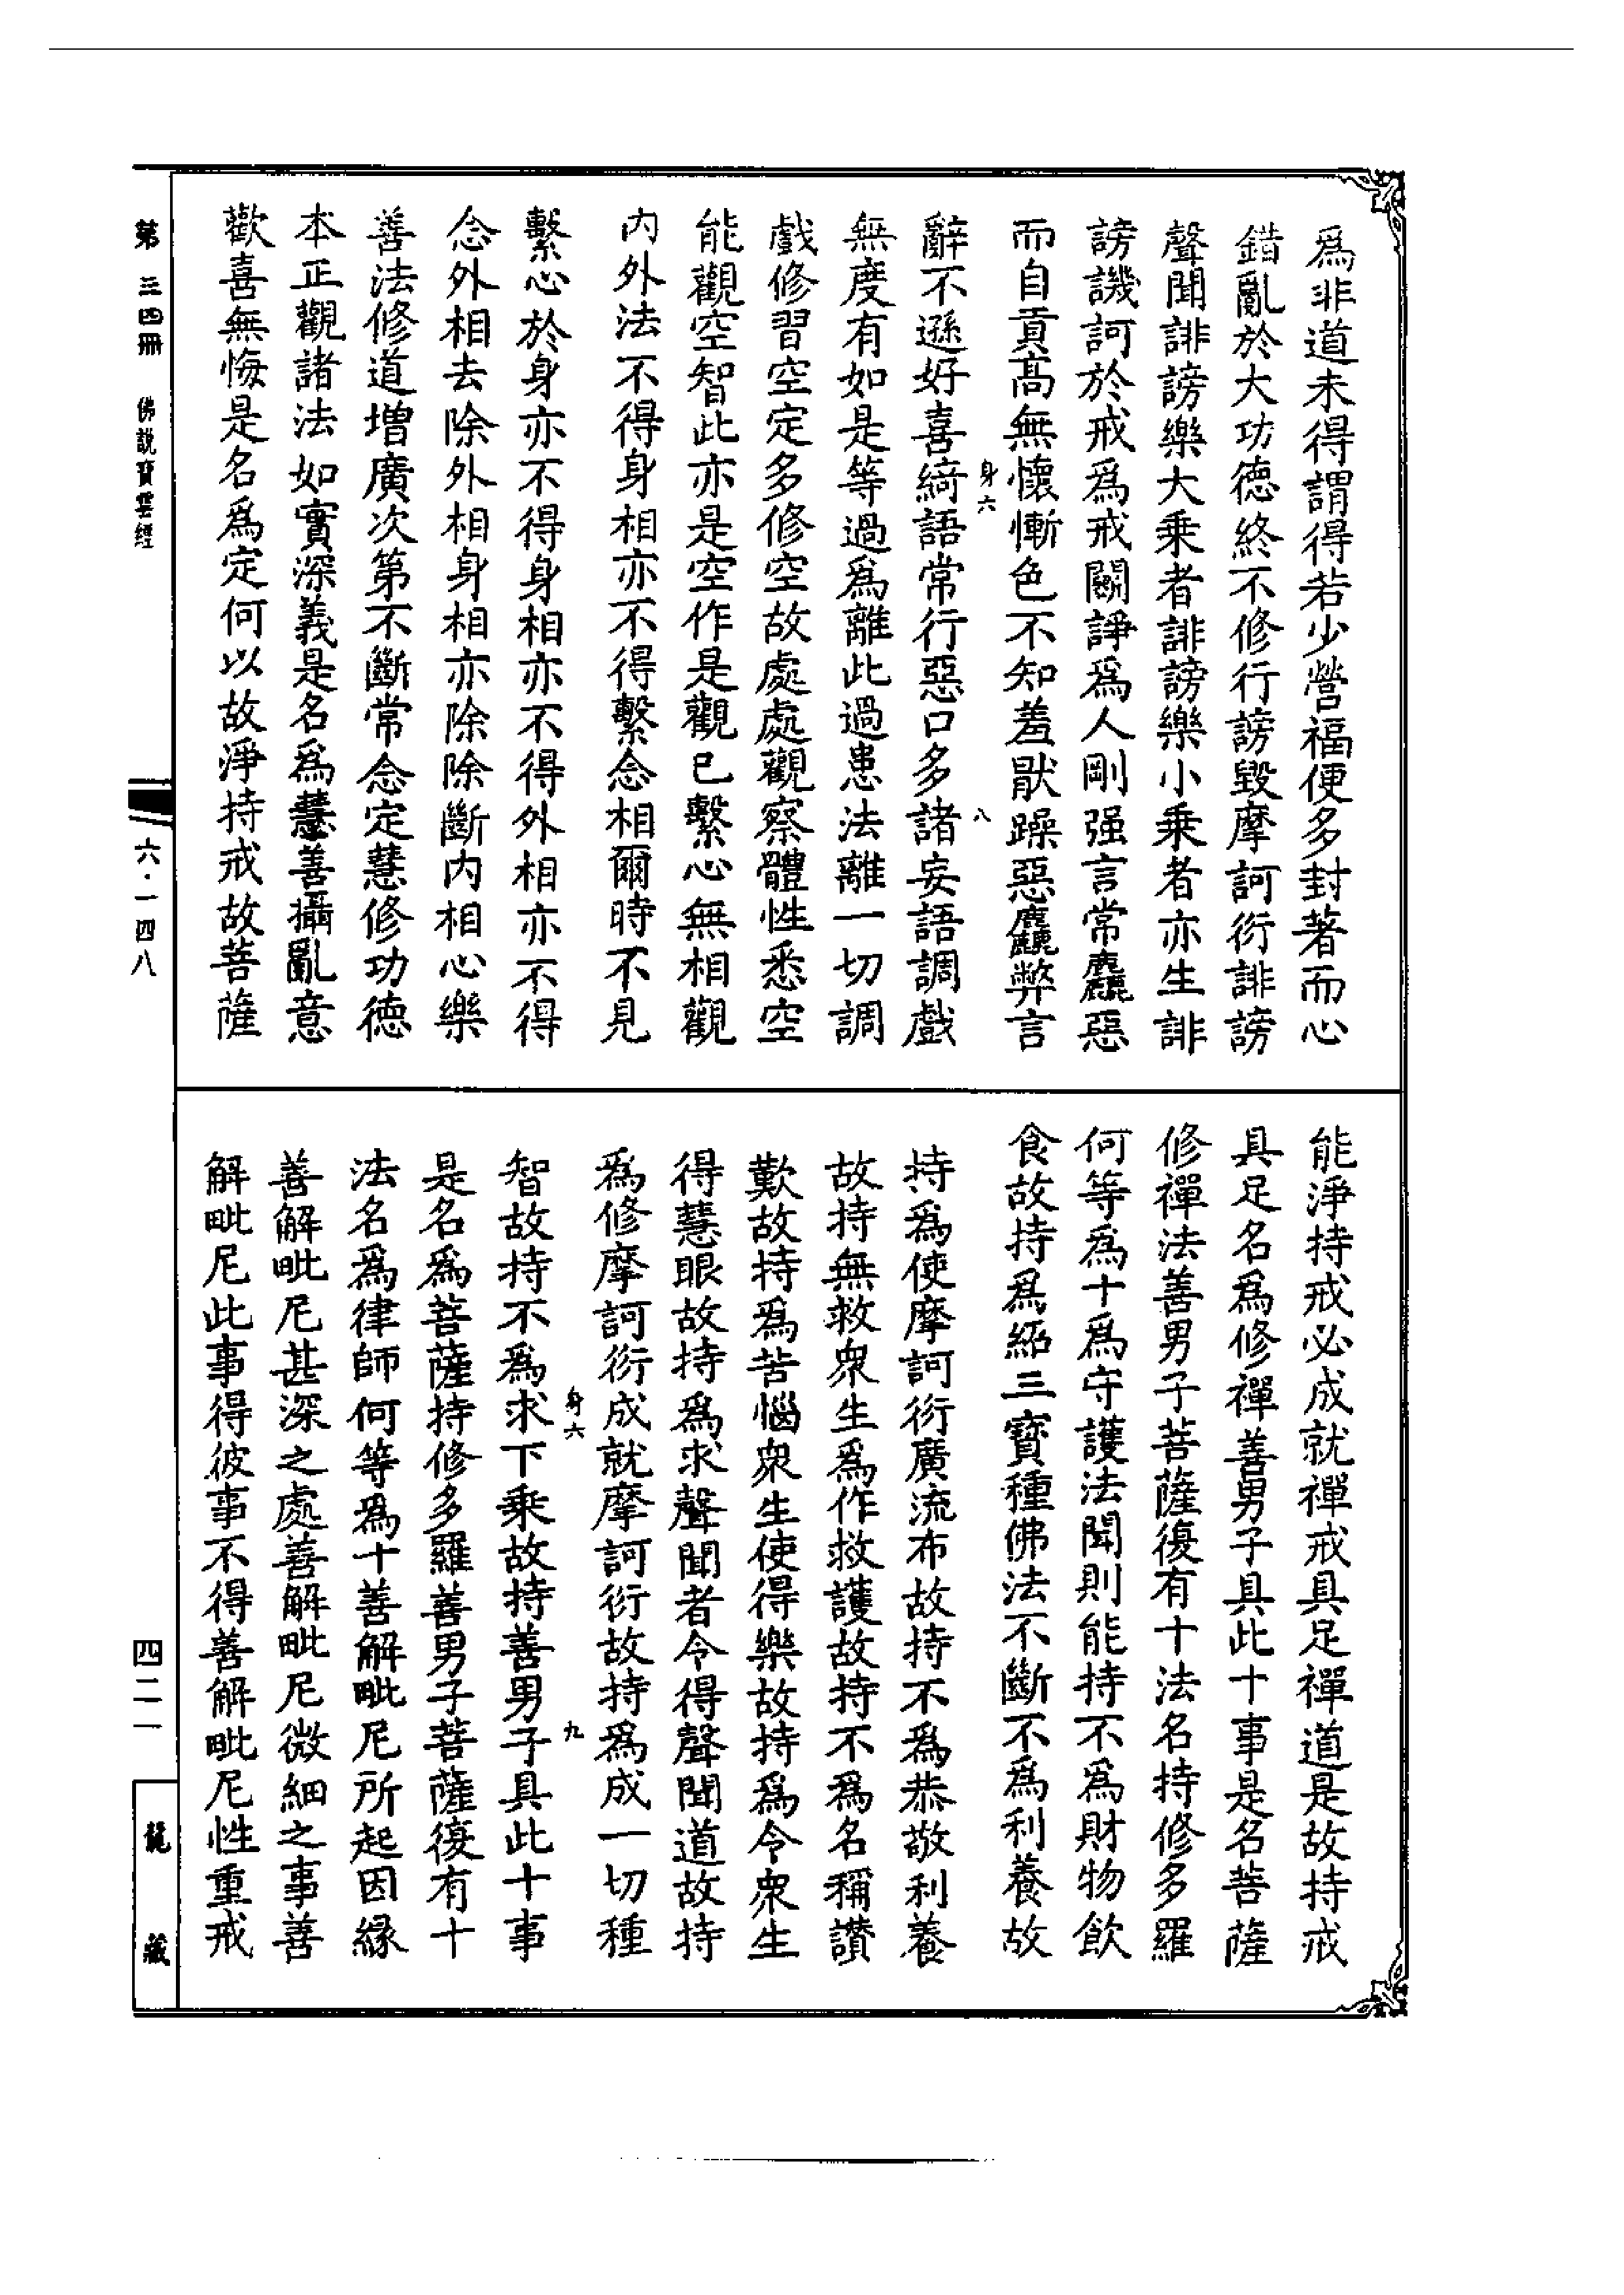 爲非道未得謂得若少營福便多封著而心
錯亂於大功德終不修行謗毀摩訶衍誹謗
聲聞誹謗樂大乘者誹謗樂小乘者亦生誹
謗譏訶於戒爲戒鬬諍爲人剛强言常麤惡
而自貢高無懷慚色不知羞猒躁惡麤弊言
辭不遜好喜綺語常行惡口多諸妄語調戲
無度有如是等過爲離此過患法離一切調
戲修習空定多修空故處處觀察體性悉空
能觀空智此亦是空作是觀已繫心無相觀
內外法不得身相亦不得繫念相爾時不見
繫心於身亦不得身相亦不得外相亦不得
念外相去除外相身相亦除除斷內相心樂
善法修道增廣次第不斷常念定慧修功德
本正觀諸法如實深義是名爲慧善攝亂意
歡喜無悔是名爲定何以故淨持戒故菩薩
身六
八
能淨持戒必成就禪戒具足禪道是故持戒
具足名爲修禪善男子具此十事是名菩薩
修禪法善男子菩薩復有十法名持修多羅
何等爲十爲守護法聞則能持不爲財物飲
食故持爲紹三寶種佛法不斷不爲利養故
持爲使摩訶衍廣流布故持不爲恭敬利養
故持無救衆生爲作救護故持不爲名稱讚
歎故持爲苦惱衆生使得樂故持爲令衆生
得慧眼故持爲求聲聞者令得聲聞道故持
爲修摩訶衍成就摩訶衍故持爲成一切種
智故持不爲求下乘故持善男子具此十事
是名爲菩薩持修多羅善男子菩薩復有十
法名爲律師何等爲十善解毗尼所起因緣
善解毗尼甚深之處善解毗尼微細之事善
解毗尼此事得彼事不得善解毗尼性重戒
身六
九
第三四冊 佛說寶雲經
六·一四八
四二一
龍藏